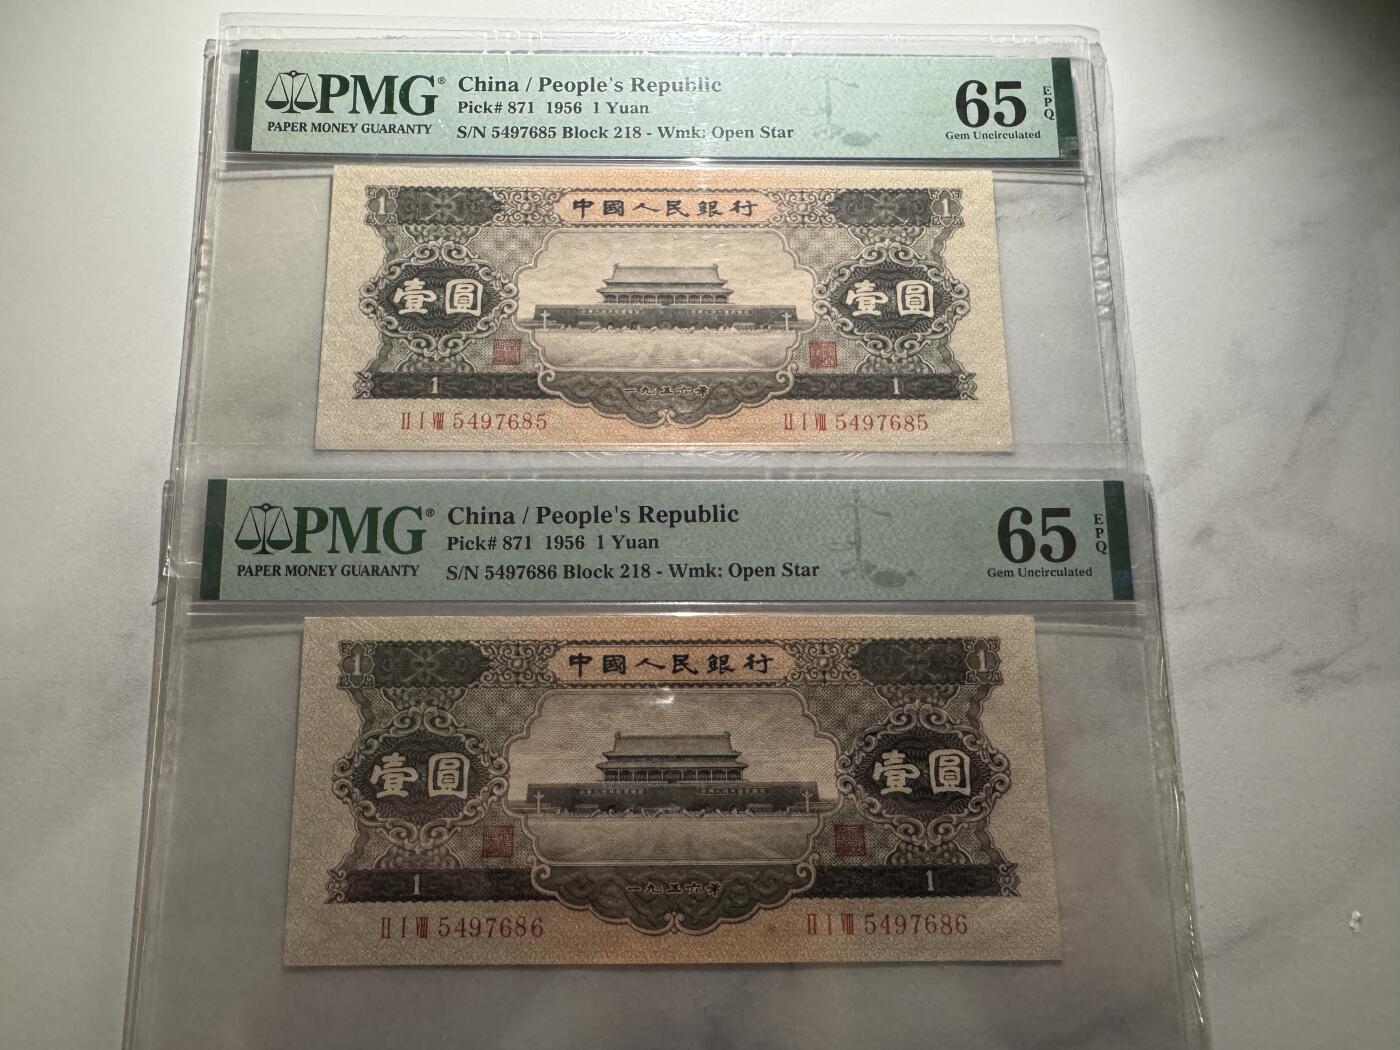 PMG®
PAPER MONEY GUARANTY
China / People's Republic
Pick# 871 1956 1 Yuan
S/N 5497685 Block 218 - Wmk: Open Star
65 EPQ
Gem Uncirculated
1 中國人民銀行 1
壹圓 壹圓
一九五六年
1 1
II I VIII 5497685 II I VIII 5497685
PMG®
PAPER MONEY GUARANTY
China / People's Republic
Pick# 871 1956 1 Yuan
S/N 5497686 Block 218 - Wmk: Open Star
65 EPQ
Gem Uncirculated
1 中國人民銀行 1
壹圓 壹圓
1 1
一九五六年
II I VIII 5497686 II I VIII 5497686